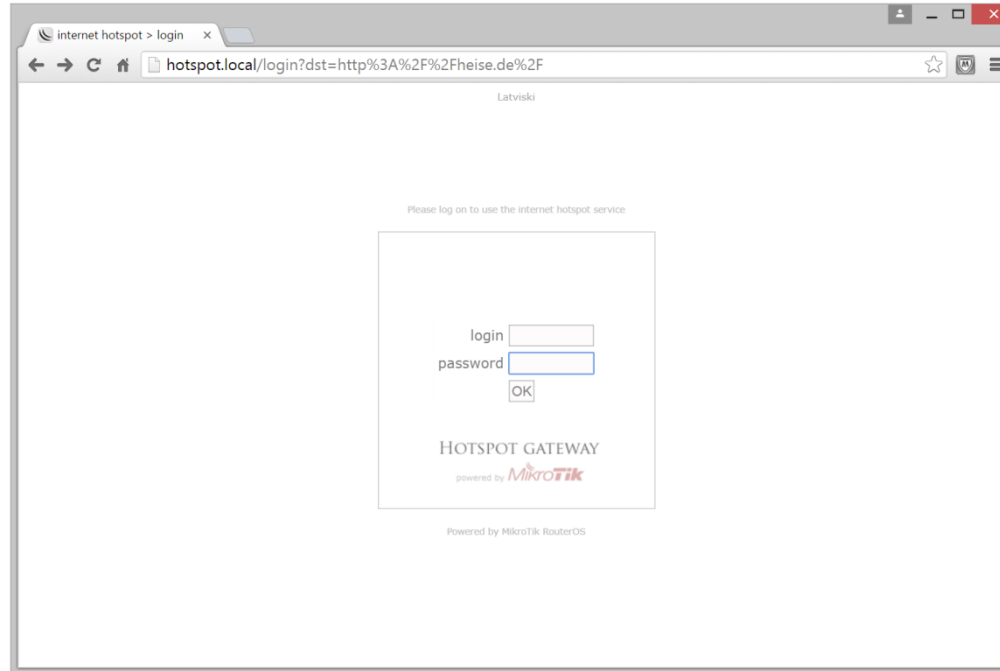 internet hotspot > login
hotspot.local/login?dst=http%3A%2F%2Fheise.de%2F
Latviski
Please log on to use the internet hotspot service
login
password
OK
HOTSPOT GATEWAY
powered by MikroTik
Powered by MikroTik RouterOS